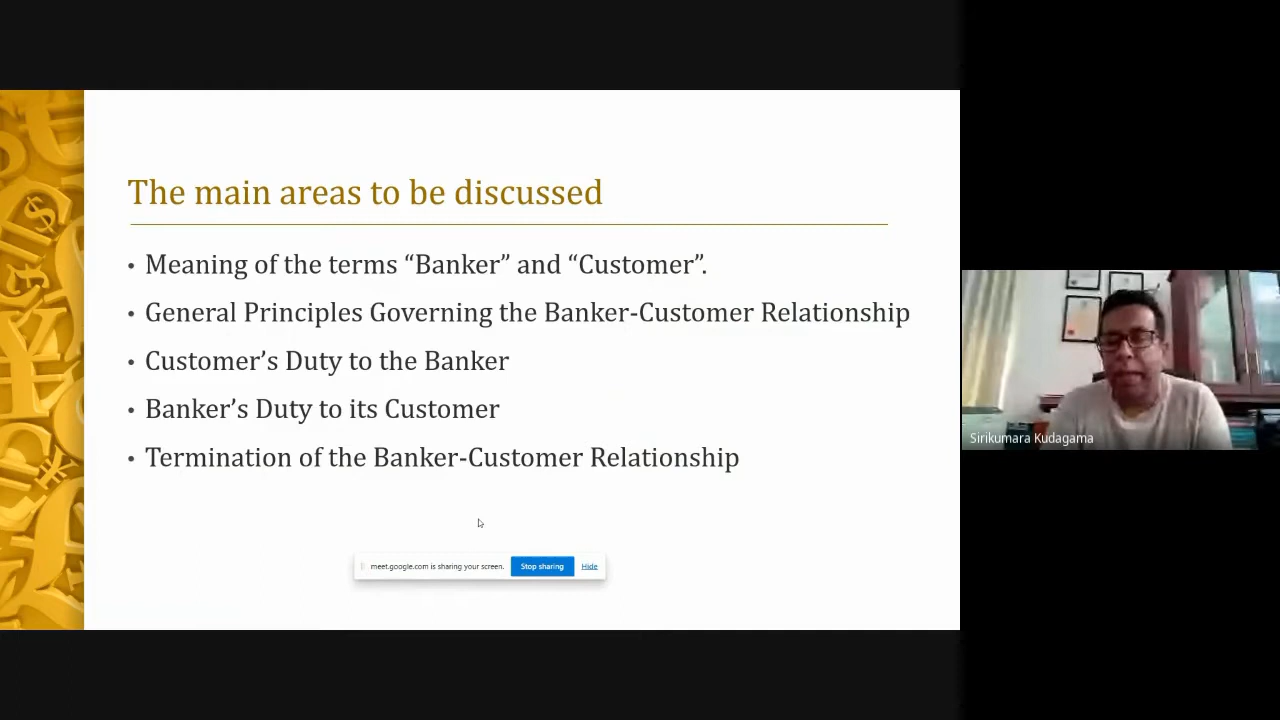 The main areas to be discussed
• Meaning of the terms “Banker” and “Customer”.
• General Principles Governing the Banker-Customer Relationship
• Customer’s Duty to the Banker
• Banker’s Duty to its Customer
• Termination of the Banker-Customer Relationship
meet.google.com is sharing your screen. Stop sharing Hide
Sirikumara Kudagama